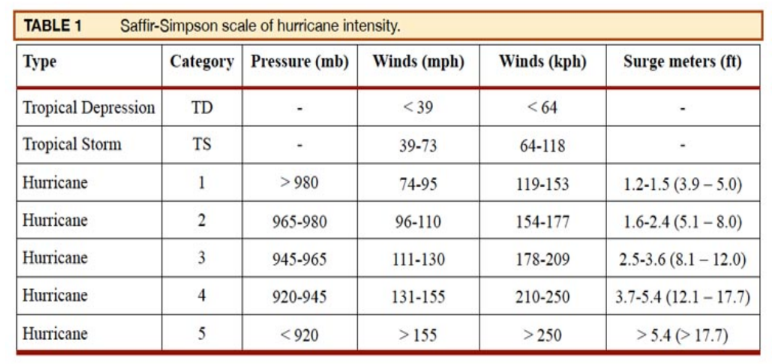 TABLE 1 Saffir-Simpson scale of hurricane intensity.
Type Category Pressure (mb) Winds (mph) Winds (kph) Surge meters (ft)
Tropical Depression TD - < 39 < 64 -
Tropical Storm TS - 39-73 64-118 -
Hurricane 1 > 980 74-95 119-153 1.2-1.5 (3.9 – 5.0)
Hurricane 2 965-980 96-110 154-177 1.6-2.4 (5.1 – 8.0)
Hurricane 3 945-965 111-130 178-209 2.5-3.6 (8.1 – 12.0)
Hurricane 4 920-945 131-155 210-250 3.7-5.4 (12.1 – 17.7)
Hurricane 5 < 920 > 155 > 250 > 5.4 (> 17.7)